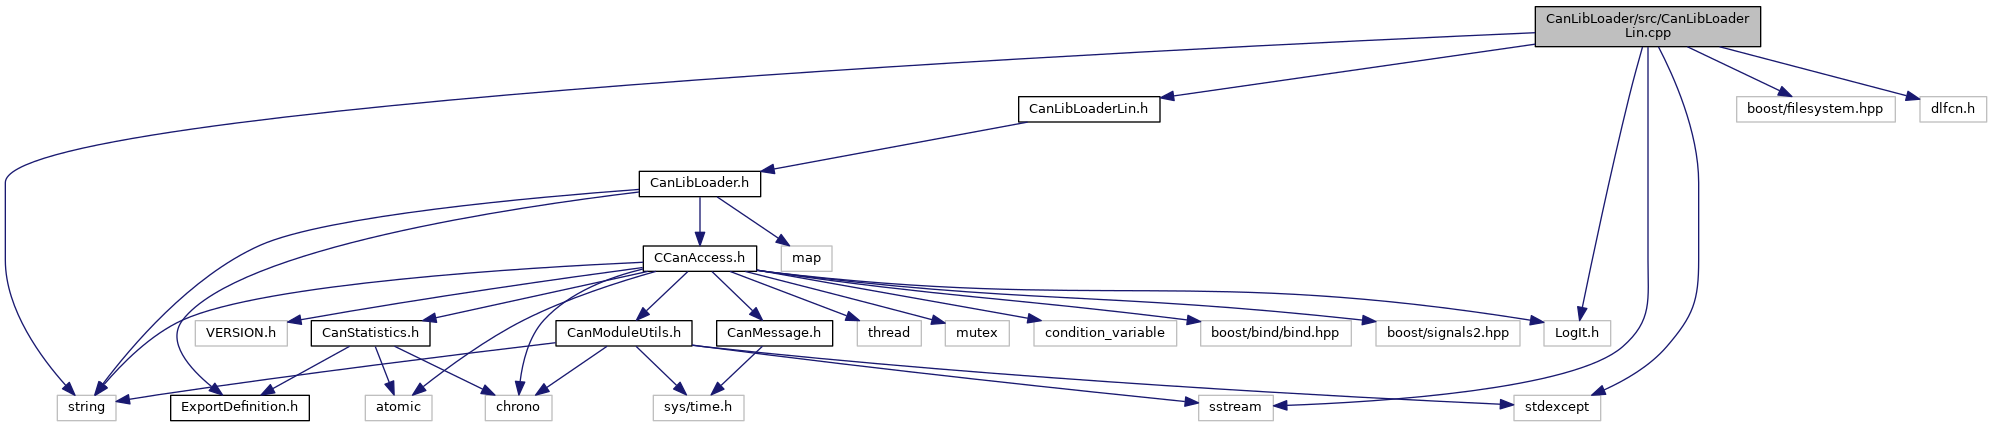 CanLibLoader/src/CanLibLoader
Lin.cpp
CanLibLoaderLin.h
boost/filesystem.hpp
dlfcn.h
CanLibLoader.h
CCanAccess.h
map
VERSION.h
CanStatistics.h
CanModuleUtils.h
CanMessage.h
thread
mutex
condition_variable
boost/bind/bind.hpp
boost/signals2.hpp
LogIt.h
string
ExportDefinition.h
atomic
chrono
sys/time.h
sstream
stdexcept